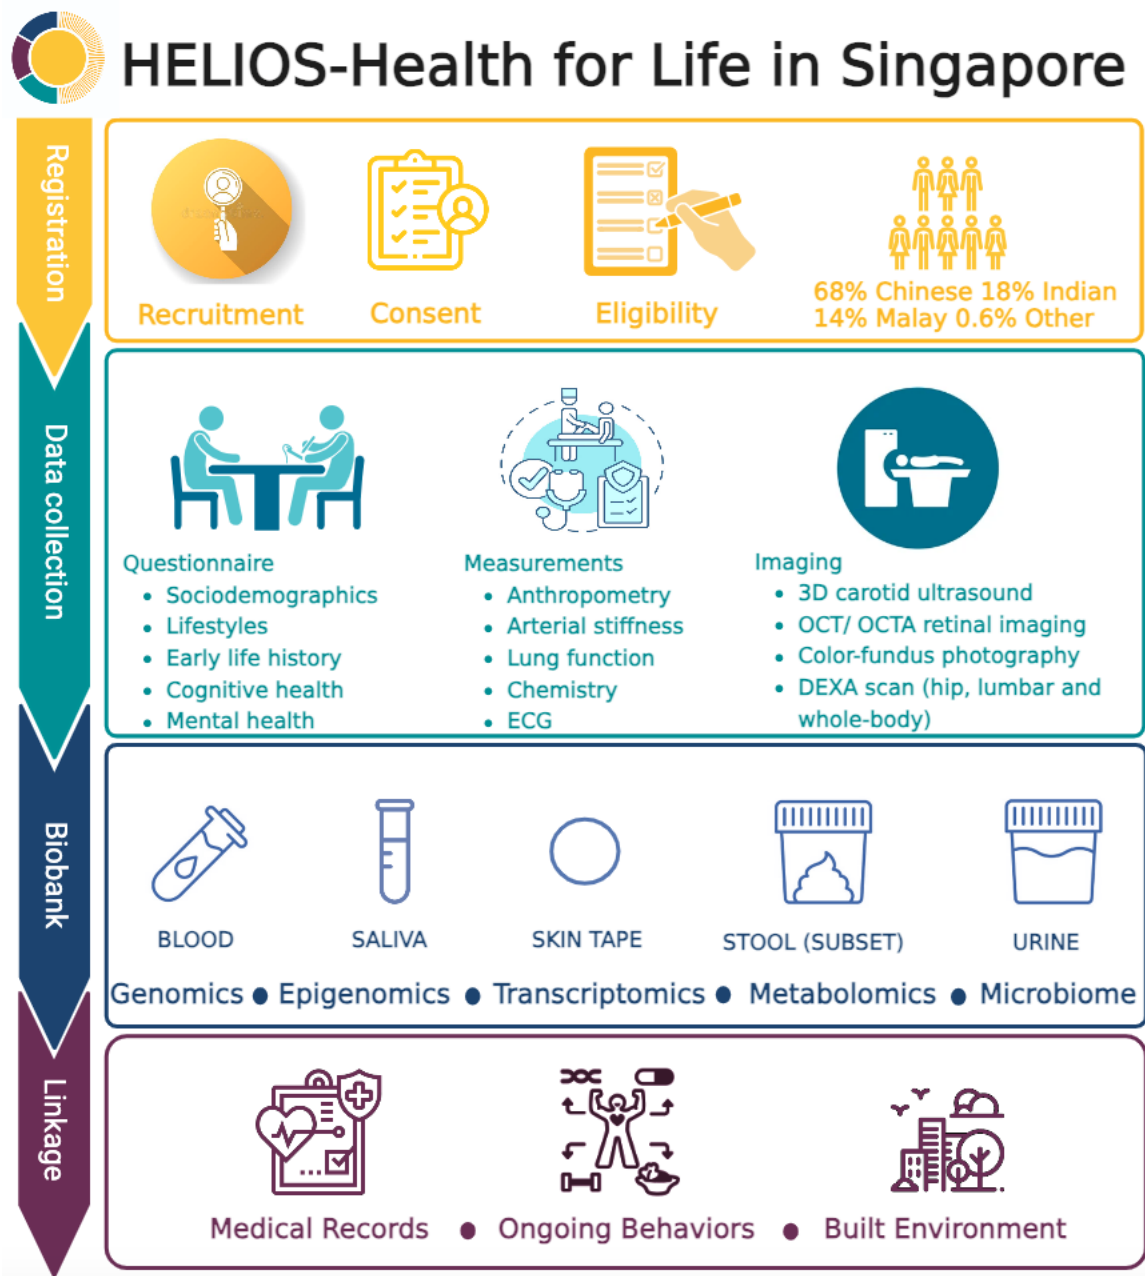 HELIOS-Health for Life in Singapore
Registration
Recruitment
Consent
Eligibility
68% Chinese 18% Indian
14% Malay 0.6% Other
Data collection
Questionnaire
• Sociodemographics
• Lifestyles
• Early life history
• Cognitive health
• Mental health
Measurements
• Anthropometry
• Arterial stiffness
• Lung function
• Chemistry
• ECG
Imaging
• 3D carotid ultrasound
• OCT/ OCTA retinal imaging
• Color-fundus photography
• DEXA scan (hip, lumbar and
whole-body)
Biobank
BLOOD
SALIVA
SKIN TAPE
STOOL (SUBSET)
URINE
Genomics • Epigenomics • Transcriptomics • Metabolomics • Microbiome
Linkage
Medical Records • Ongoing Behaviors • Built Environment